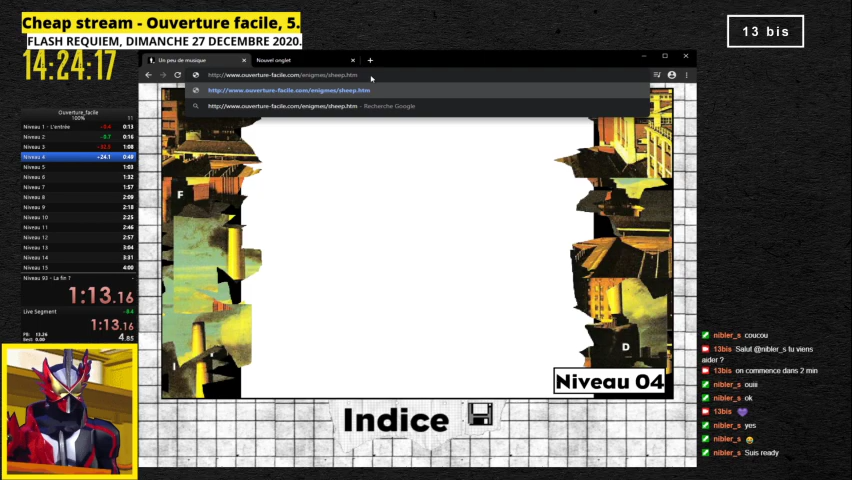 Cheap stream - Ouverture facile, 5.
FLASH REQUIEM, DIMANCHE 27 DECEMBRE 2020.
14:24:17
13 bis
Un peu de musique
Nouvel onglet
http://www.ouverture-facile.com/enigmes/sheep.htm
http://www.ouverture-facile.com/enigmes/sheep.htm
http://www.ouverture-facile.com/enigmes/sheep.htm - Recherche Google
Ouverture_facile
100% 11
Niveau 1 - L'entrée 0:13
Niveau 2 0:16
Niveau 3 1:08
Niveau 4 -24.1 0:49
Niveau 5 1:03
Niveau 6 1:32
Niveau 7 1:57
Niveau 8 2:09
Niveau 9 2:18
Niveau 10 2:25
Niveau 11 2:46
Niveau 12 2:57
Niveau 13 3:04
Niveau 14 3:31
Niveau 15 4:00
Niveau 93 - La fin ? -
1:13.16
Live Segment
1:13.16
PB: 13.26
Best: 0.00
4.85
F
I
D
Niveau 04
Indice
nibler_s coucou
13bis Salut @nibler_s tu viens
aider ?
13bis on commence dans 2 min
nibler_s ouiii
nibler_s ok
13bis 💜
nibler_s yes
nibler_s 😂
nibler_s Suis ready